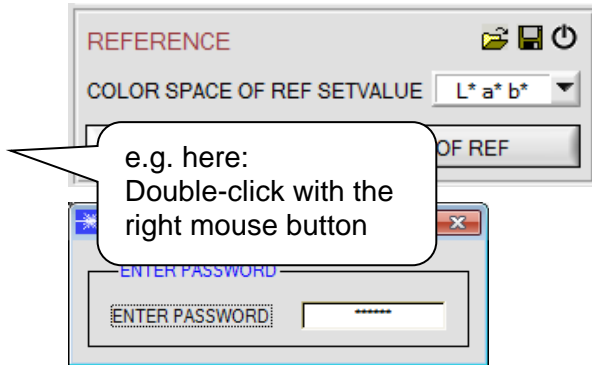 REFERENCE
COLOR SPACE OF REF SETVALUE L* a* b*
OF REF
e.g. here:
Double-click with the
right mouse button
ENTER PASSWORD
ENTER PASSWORD ******